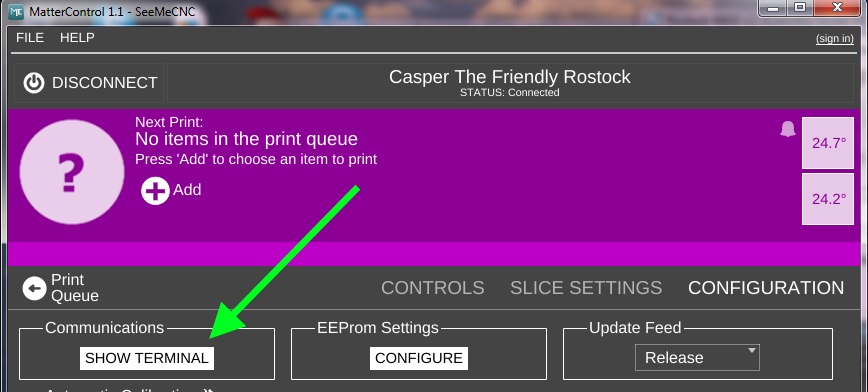 MatterControl 1.1 - SeeMeCNC
FILE HELP
(sign in)
DISCONNECT
Casper The Friendly Rostock
STATUS: Connected
Next Print:
No items in the print queue
Press 'Add' to choose an item to print
?
Add
24.7°
24.2°
Print
Queue
CONTROLS SLICE SETTINGS CONFIGURATION
Communications
SHOW TERMINAL
EEProm Settings
CONFIGURE
Update Feed
Release